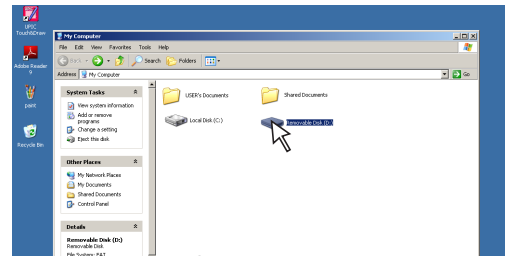 UPIC
Touch&Draw
Adobe Reader
9
paint
Recycle Bin
My Computer
File Edit View Favorites Tools Help
Back Search Folders
Address My Computer Go
System Tasks
View system information
Add or remove
programs
Change a setting
Eject this disk
Other Places
My Network Places
My Documents
Shared Documents
Control Panel
Details
Removable Disk (D:)
Removable Disk
File System: FAT
USER's Documents
Shared Documents
Local Disk (C:)
Removable Disk (D:)